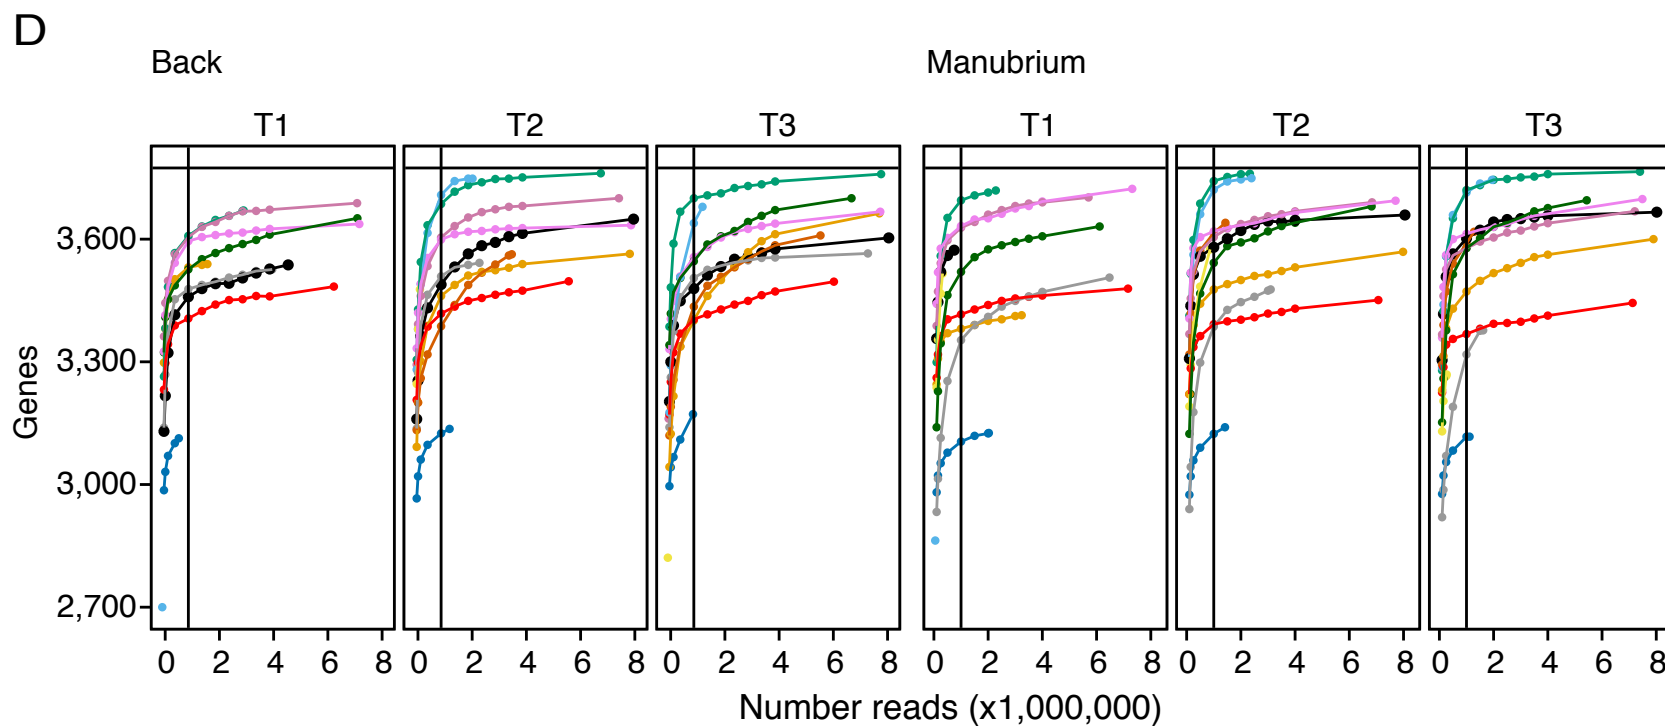 D
Back Manubrium
T1 T2 T3 T1 T2 T3
3,600
3,300
3,000
2,700
Genes
0 2 4 6 8 0 2 4 6 8 0 2 4 6 8 0 2 4 6 8 0 2 4 6 8 0 2 4 6 8
Number reads (x1,000,000)